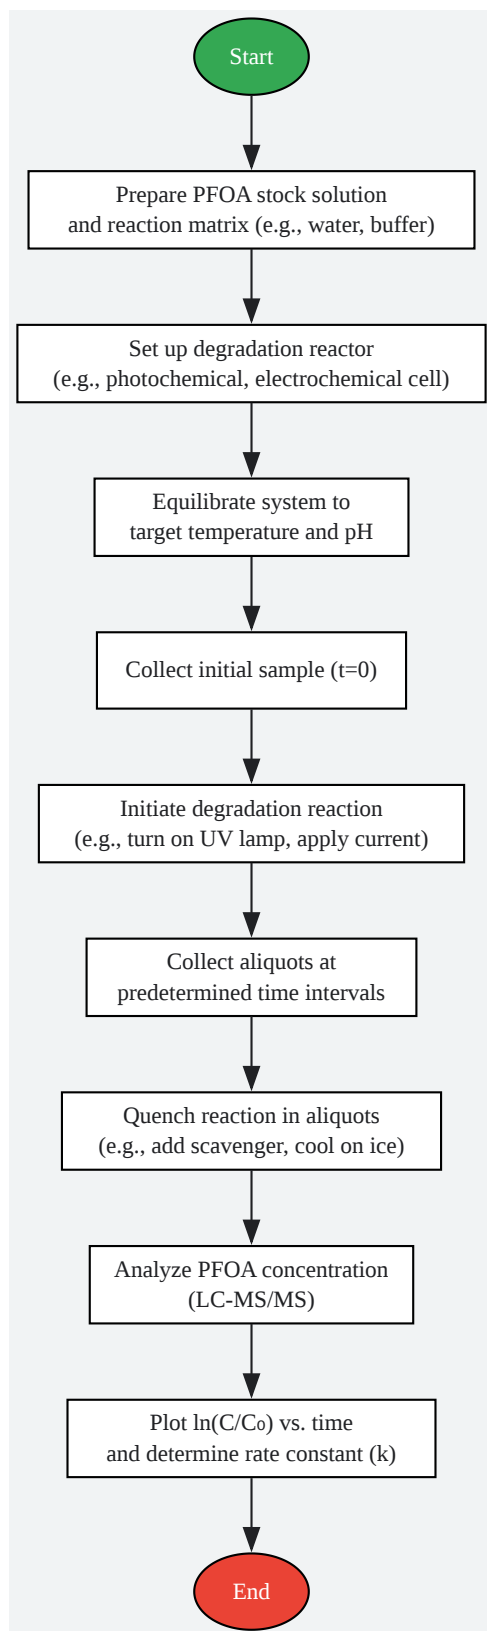 Start
Prepare PFOA stock solution
and reaction matrix (e.g., water, buffer)
Set up degradation reactor
(e.g., photochemical, electrochemical cell)
Equilibrate system to
target temperature and pH
Collect initial sample (t=0)
Initiate degradation reaction
(e.g., turn on UV lamp, apply current)
Collect aliquots at
predetermined time intervals
Quench reaction in aliquots
(e.g., add scavenger, cool on ice)
Analyze PFOA concentration
(LC-MS/MS)
Plot ln(C/C₀) vs. time
and determine rate constant (k)
End